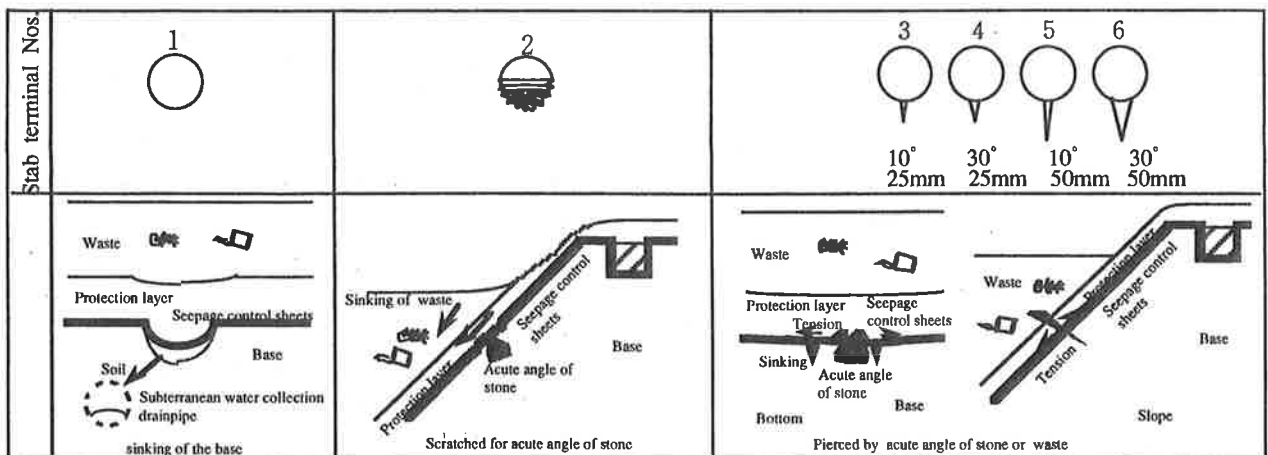 Stab terminal Nos.
1
2
3 4 5 6
10° 30° 10° 30°
25mm 25mm 50mm 50mm
Waste
Protection layer
Seepage control sheets
Base
Soil
Subterranean water collection
drainpipe
sinking of the base
Sinking of waste
Protection layer
Seepage control
sheets
Base
Acute angle of
stone
Scratched for acute angle of stone
Waste
Protection layer
Seepage
control sheets
Tension
Sinking
Acute angle
of stone
Bottom
Base
Waste
Protection layer
Seepage control
sheets
Tension
Base
Slope
Pierced by acute angle of stone or waste